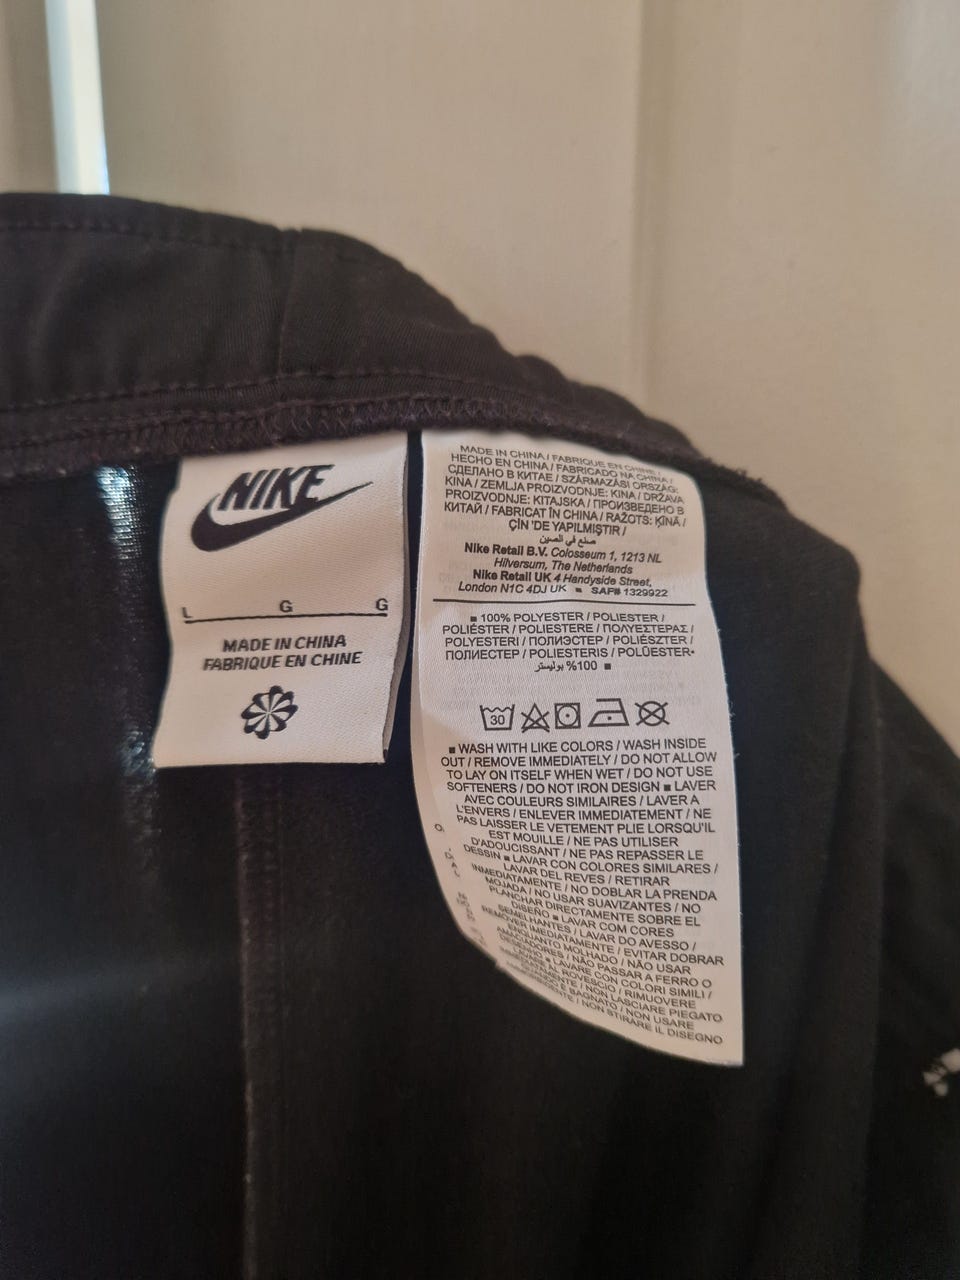 NIKE
L G G
MADE IN CHINA
FABRIQUE EN CHINE
MADE IN CHINA / FABRIQUE EN CHINE /
HECHO EN CHINA / FABRICADO NA CHINA /
СДЕЛАНО В КИТАЕ / SZÁRMAZÁSI ORSZÁG:
KÍNA / ZEMLJA PROIZVODNJE: KINA / DRŽAVA
PROIZVODNJE: KITAJSKA / ПРОИЗВЕДЕНО В
КИТАЙ / FABRICAT ÎN CHINA / RAŽOTS: ĶĪNĀ /
ÇİN 'DE YAPILMIŞTIR /
صنع في الصين
Nike Retail B.V. Colosseum 1, 1213 NL
Hilversum, The Netherlands
Nike Retail UK 4 Handyside Street,
London N1C 4DJ UK ■ SAP# 1329922
■ 100% POLYESTER / POLIESTER /
POLIÉSTER / POLIESTERE / ΠΟΛΥΕΣΤΕΡΑΣ /
POLYESTERI / ПОЛИЭСТЕР / POLIÉSZTER /
ПОЛИЕСТЕР / POLIESTERIS / POLÜESTER
100% بوليستر ■
30
■ WASH WITH LIKE COLORS / WASH INSIDE
OUT / REMOVE IMMEDIATELY / DO NOT ALLOW
TO LAY ON ITSELF WHEN WET / DO NOT USE
SOFTENERS / DO NOT IRON DESIGN ■ LAVER
AVEC COULEURS SIMILAIRES / LAVER A
L'ENVERS / ENLEVER IMMEDIATEMENT / NE
PAS LAISSER LE VETEMENT PLIE LORSQU'IL
EST MOUILLE / NE PAS UTILISER
D'ADOUCISSANT / NE PAS REPASSER LE
DESSIN ■ LAVAR CON COLORES SIMILARES /
LAVAR DEL REVES / RETIRAR
INMEDIATAMENTE / NO DOBLAR LA PRENDA
MOJADA / NO USAR SUAVIZANTES / NO
PLANCHAR DIRECTAMENTE SOBRE EL
DISEÑO ■ LAVAR COM CORES
SEMELHANTES / LAVAR DO AVESSO /
REMOVER IMEDIATAMENTE / EVITAR DOBRAR
ENQUANTO MOLHADO / NÃO USAR
AMACIADORES / NÃO PASSAR A FERRO O
DESENHO ■ LAVARE CON COLORI SIMILI /
LAVARE AL ROVESCIO / RIMUOVERE
/ NON LASCIARE PIEGATO
E BAGNATO / NON USARE
/ NON STIRARE IL DISEGNO